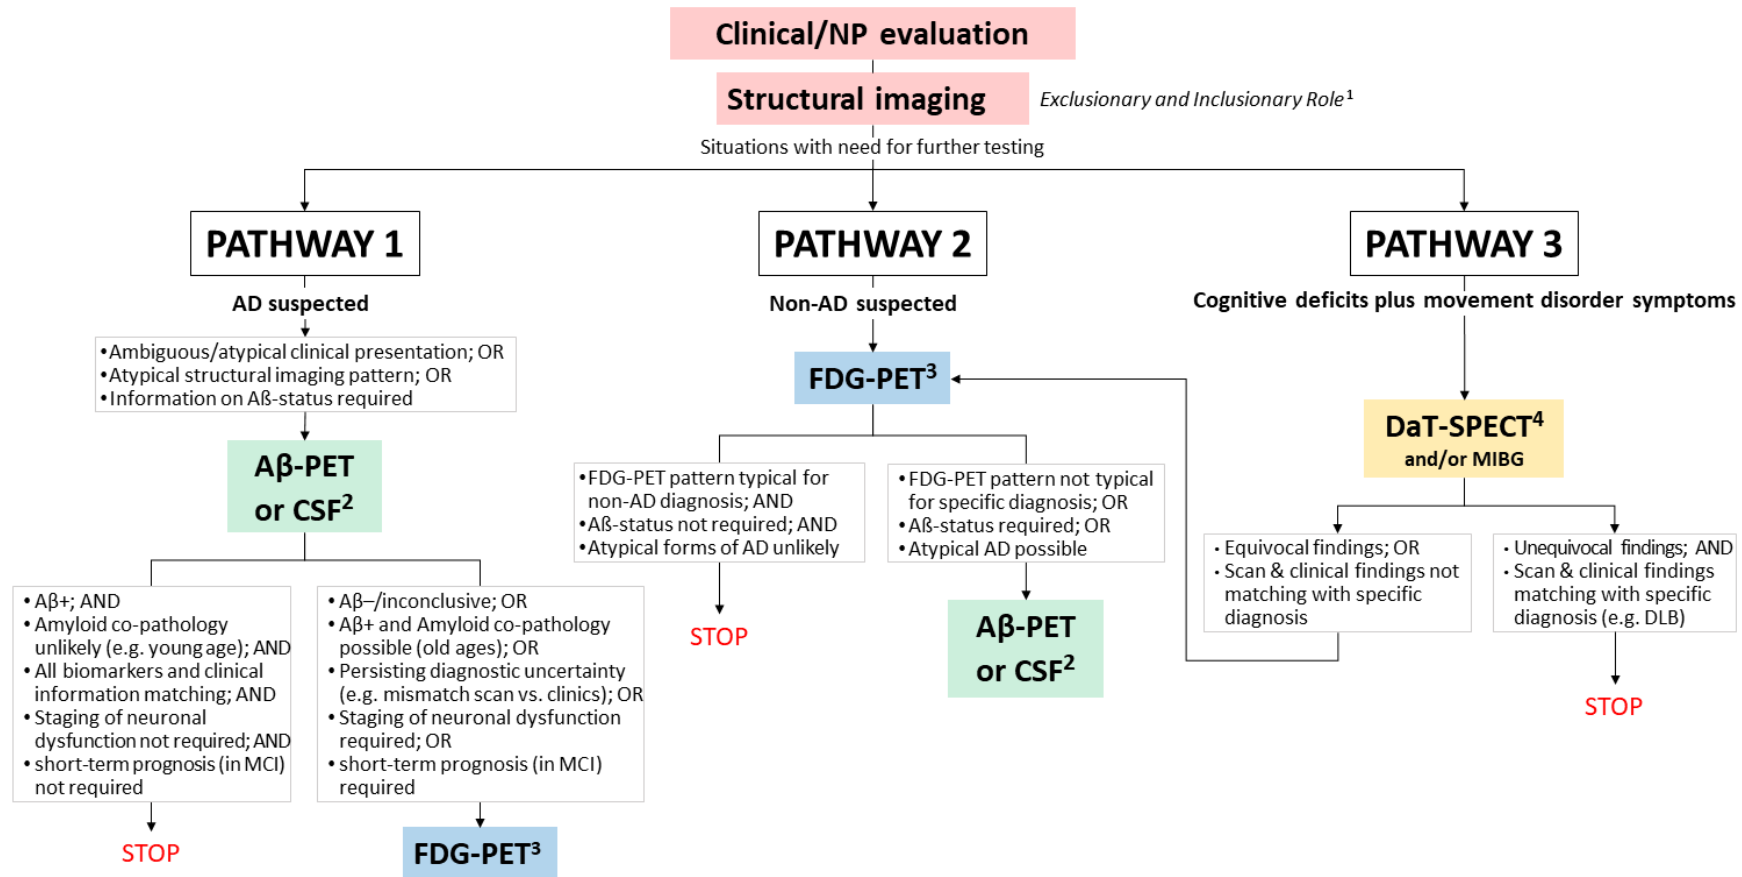 Clinical/NP evaluation
Structural imaging
Exclusionary and Inclusionary Role¹
Situations with need for further testing
PATHWAY 1
AD suspected
•Ambiguous/atypical clinical presentation; OR
•Atypical structural imaging pattern; OR
•Information on Aß-status required
Aβ-PET
or CSF²
• Aβ+; AND
• Amyloid co-pathology
unlikely (e.g. young age); AND
• All biomarkers and clinical
information matching; AND
• Staging of neuronal
dysfunction not required; AND
• short-term prognosis (in MCI)
not required
STOP
• Aβ–/inconclusive; OR
• Aβ+ and Amyloid co-pathology
possible (old ages); OR
• Persisting diagnostic uncertainty
(e.g. mismatch scan vs. clinics); OR
• Staging of neuronal dysfunction
required; OR
• short-term prognosis (in MCI)
required
FDG-PET³
PATHWAY 2
Non-AD suspected
FDG-PET³
•FDG-PET pattern typical for
non-AD diagnosis; AND
•Aß-status not required; AND
•Atypical forms of AD unlikely
STOP
• FDG-PET pattern not typical
for specific diagnosis; OR
• Aß-status required; OR
• Atypical AD possible
Aβ-PET
or CSF²
PATHWAY 3
Cognitive deficits plus movement disorder symptoms
DaT-SPECT⁴
and/or MIBG
• Equivocal findings; OR
• Scan & clinical findings not
matching with specific
diagnosis
• Unequivocal findings; AND
• Scan & clinical findings
matching with specific
diagnosis (e.g. DLB)
STOP